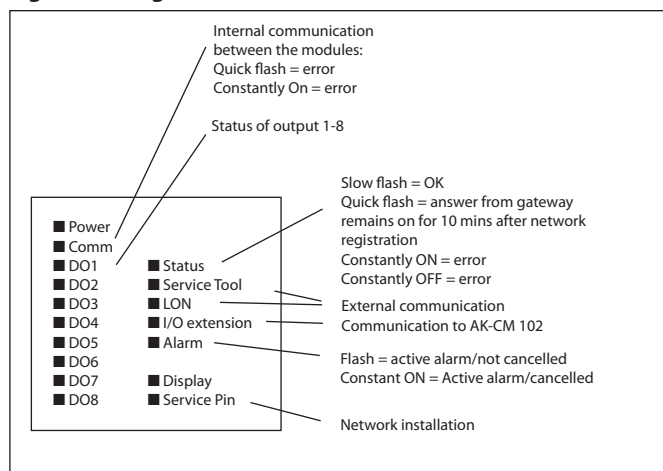 Internal communication
between the modules:
Quick flash = error
Constantly On = error
Status of output 1-8
Slow flash = OK
Quick flash = answer from gateway
remains on for 10 mins after network
registration
Constantly ON = error
Constantly OFF = error
External communication
Communication to AK-CM 102
Flash = active alarm/not cancelled
Constant ON = Active alarm/cancelled
Network installation
Power
Comm
DO1
DO2
DO3
DO4
DO5
DO6
DO7
DO8
Status
Service Tool
LON
I/O extension
Alarm
Display
Service Pin